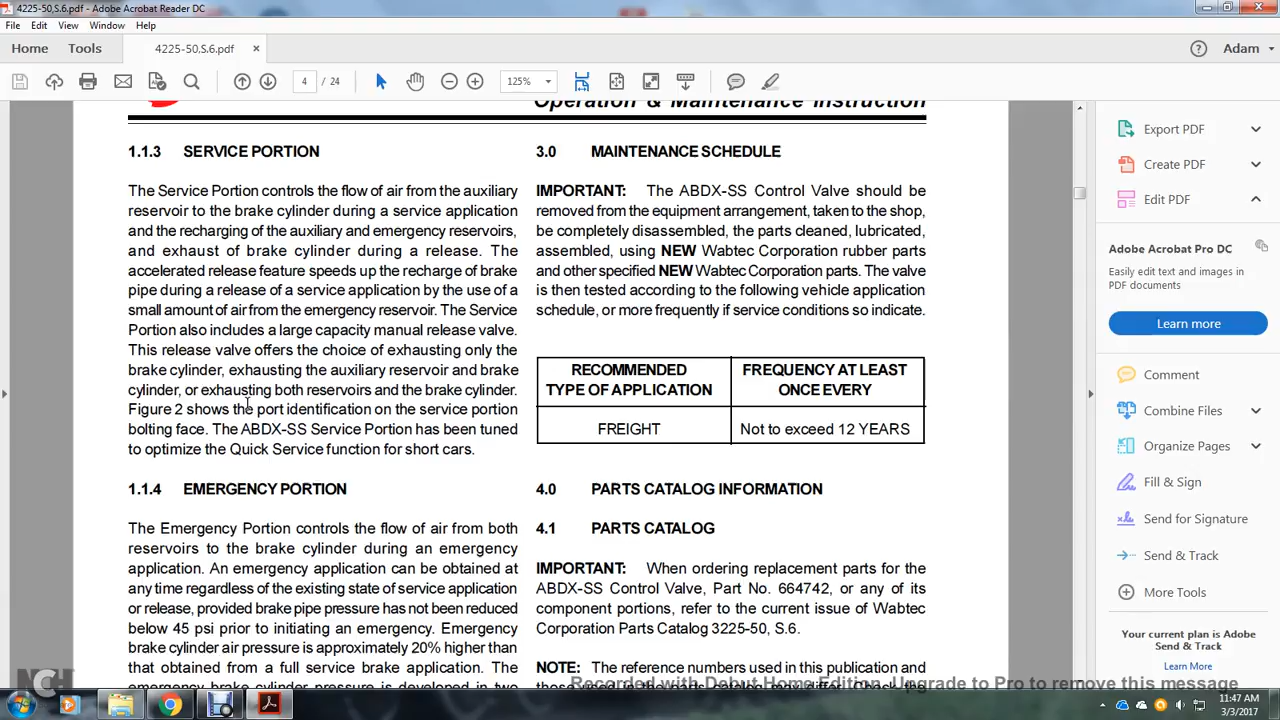 4225-50,S.6.pdf - Adobe Acrobat Reader DC
File Edit View Window Help
Home Tools 4225-50,S.6.pdf × Adam
4 / 24 125%
Operation & Maintenance Instruction
1.1.3 SERVICE PORTION
The Service Portion controls the flow of air from the auxiliary
reservoir to the brake cylinder during a service application
and the recharging of the auxiliary and emergency reservoirs,
and exhaust of brake cylinder during a release. The
accelerated release feature speeds up the recharge of brake
pipe during a release of a service application by the use of a
small amount of air from the emergency reservoir. The Service
Portion also includes a large capacity manual release valve.
This release valve offers the choice of exhausting only the
brake cylinder, exhausting the auxiliary reservoir and brake
cylinder, or exhausting both reservoirs and the brake cylinder.
Figure 2 shows the port identification on the service portion
bolting face. The ABDX-SS Service Portion has been tuned
to optimize the Quick Service function for short cars.
1.1.4 EMERGENCY PORTION
The Emergency Portion controls the flow of air from both
reservoirs to the brake cylinder during an emergency
application. An emergency application can be obtained at
any time regardless of the existing state of service application
or release, provided brake pipe pressure has not been reduced
below 45 psi prior to initiating an emergency. Emergency
brake cylinder air pressure is approximately 20% higher than
that obtained from a full service brake application. The
emergency brake cylinder pressure is developed in two
3.0 MAINTENANCE SCHEDULE
IMPORTANT: The ABDX-SS Control Valve should be
removed from the equipment arrangement, taken to the shop,
be completely disassembled, the parts cleaned, lubricated,
assembled, using NEW Wabtec Corporation rubber parts
and other specified NEW Wabtec Corporation parts. The valve
is then tested according to the following vehicle application
schedule, or more frequently if service conditions so indicate.
RECOMMENDED FREQUENCY AT LEAST
TYPE OF APPLICATION ONCE EVERY
FREIGHT Not to exceed 12 YEARS
4.0 PARTS CATALOG INFORMATION
4.1 PARTS CATALOG
IMPORTANT: When ordering replacement parts for the
ABDX-SS Control Valve, Part No. 664742, or any of its
component portions, refer to the current issue of Wabtec
Corporation Parts Catalog 3225-50, S.6.
NOTE: The reference numbers used in this publication and
those used in the parts catalog may differ. Check the
Export PDF
Create PDF
Edit PDF
Adobe Acrobat Pro DC
Easily edit text and images in
PDF documents
Learn more
Comment
Combine Files
Organize Pages
Fill & Sign
Send for Signature
Send & Track
More Tools
Your current plan is Adobe
Send & Track
Learn More
Recorded with Debut Home Edition. Upgrade to Pro to remove this message
NCH
11:47 AM
3/3/2017